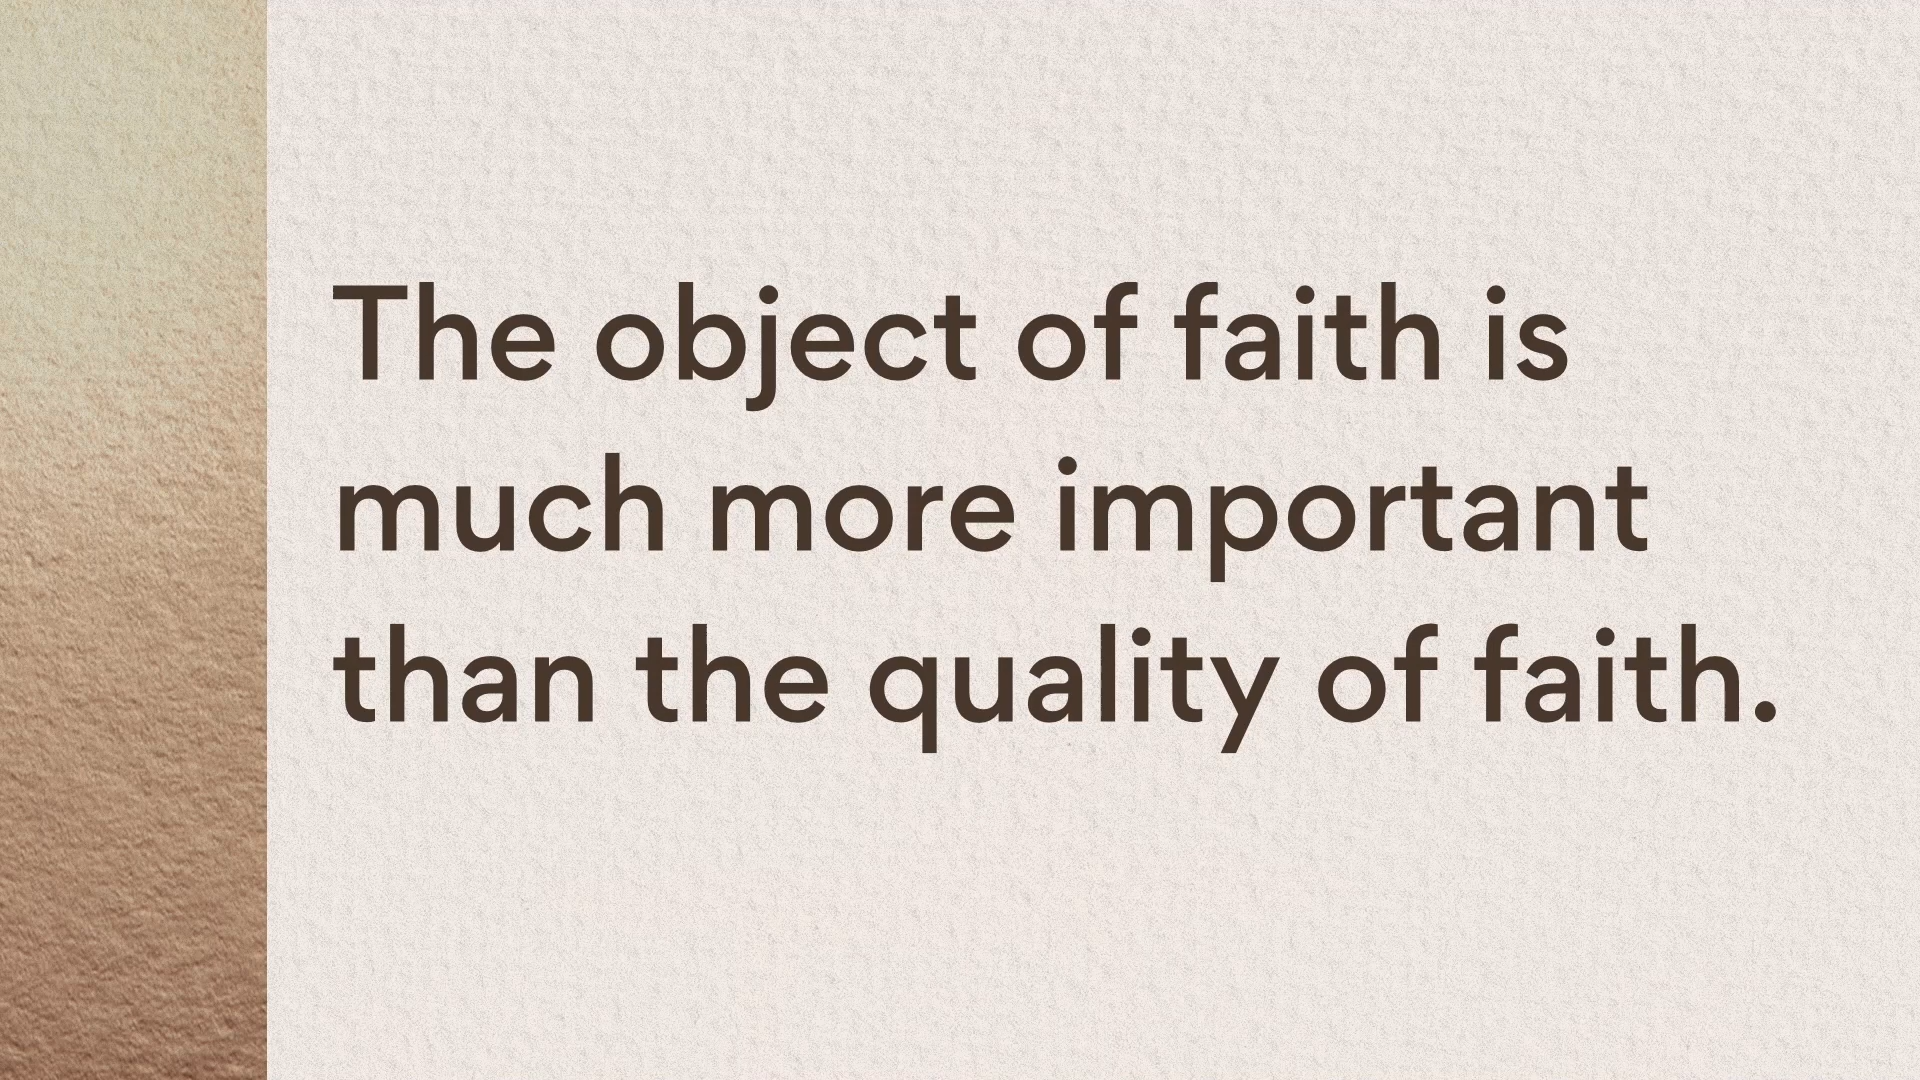 The object of faith is
much more important
than the quality of faith.